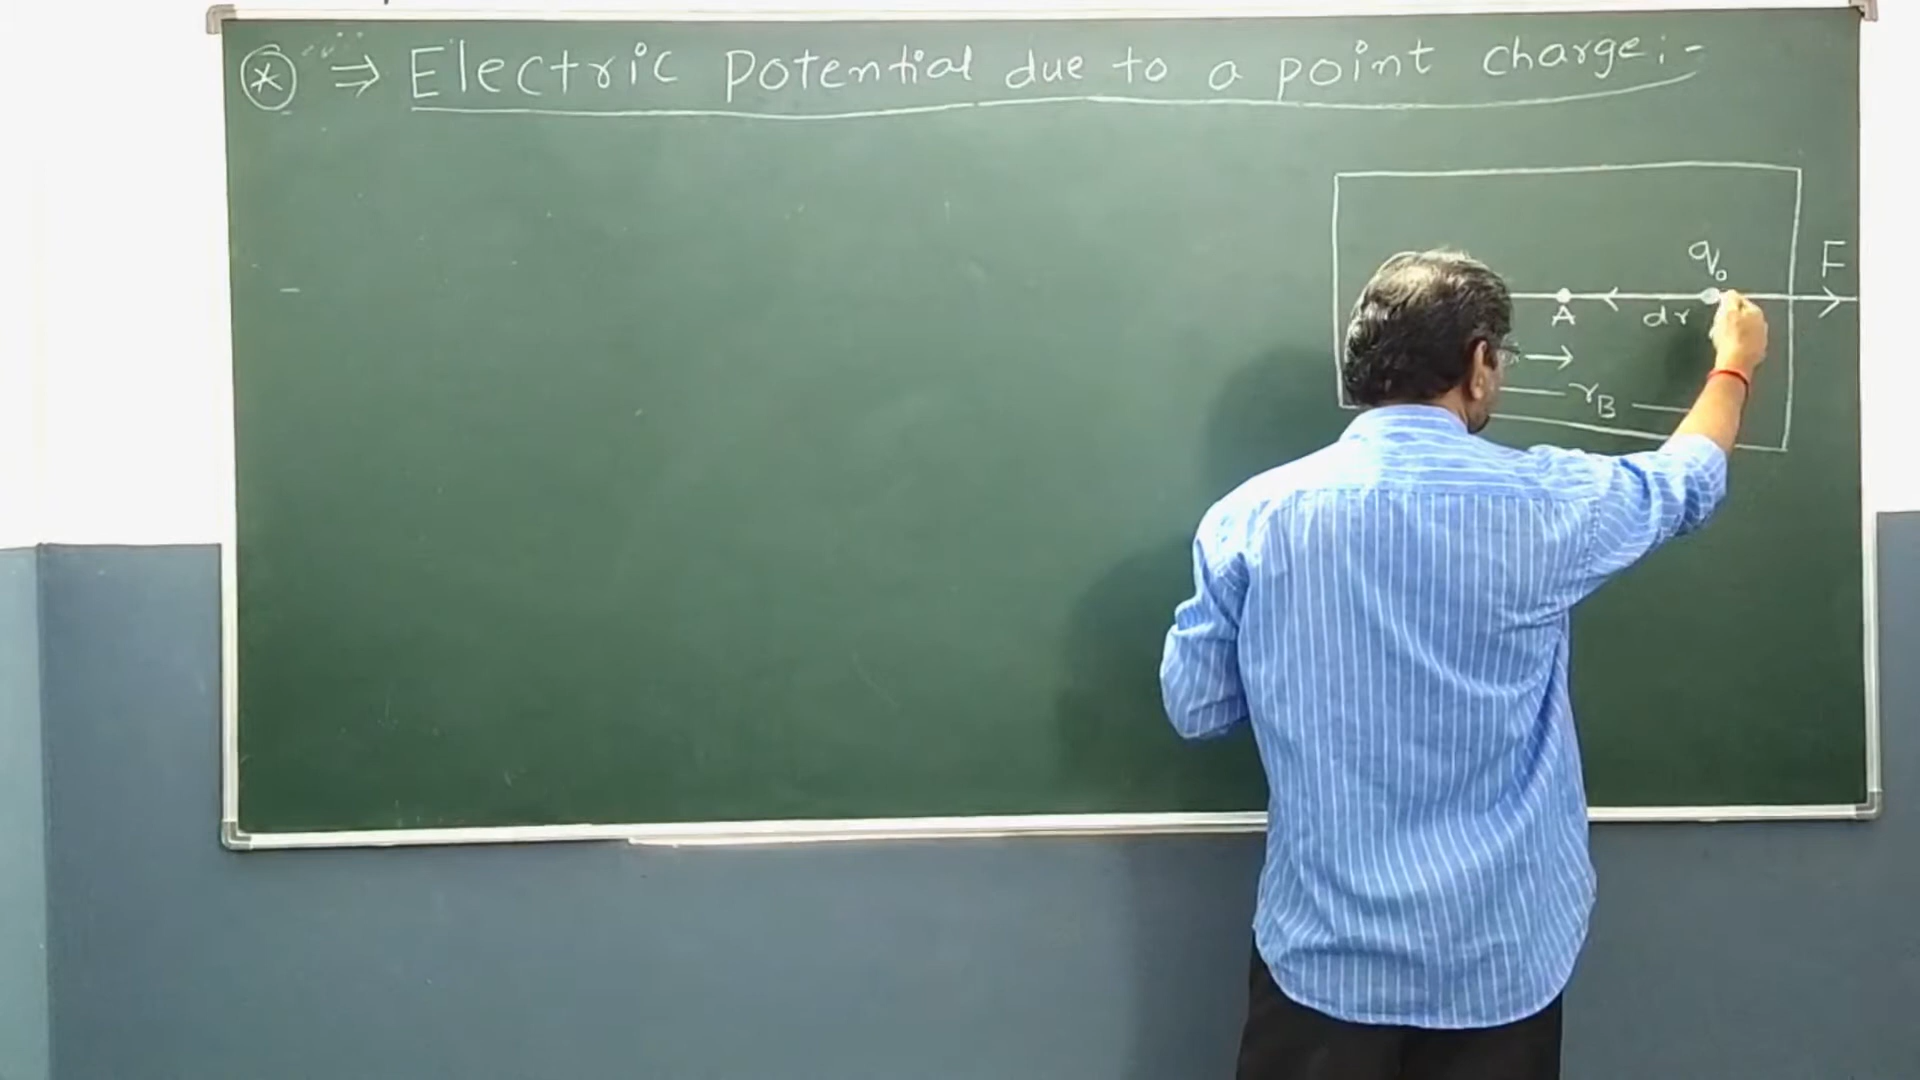 * ⇒ Electric Potential due to a point charge:-
q₀
F
A
dr
r_B